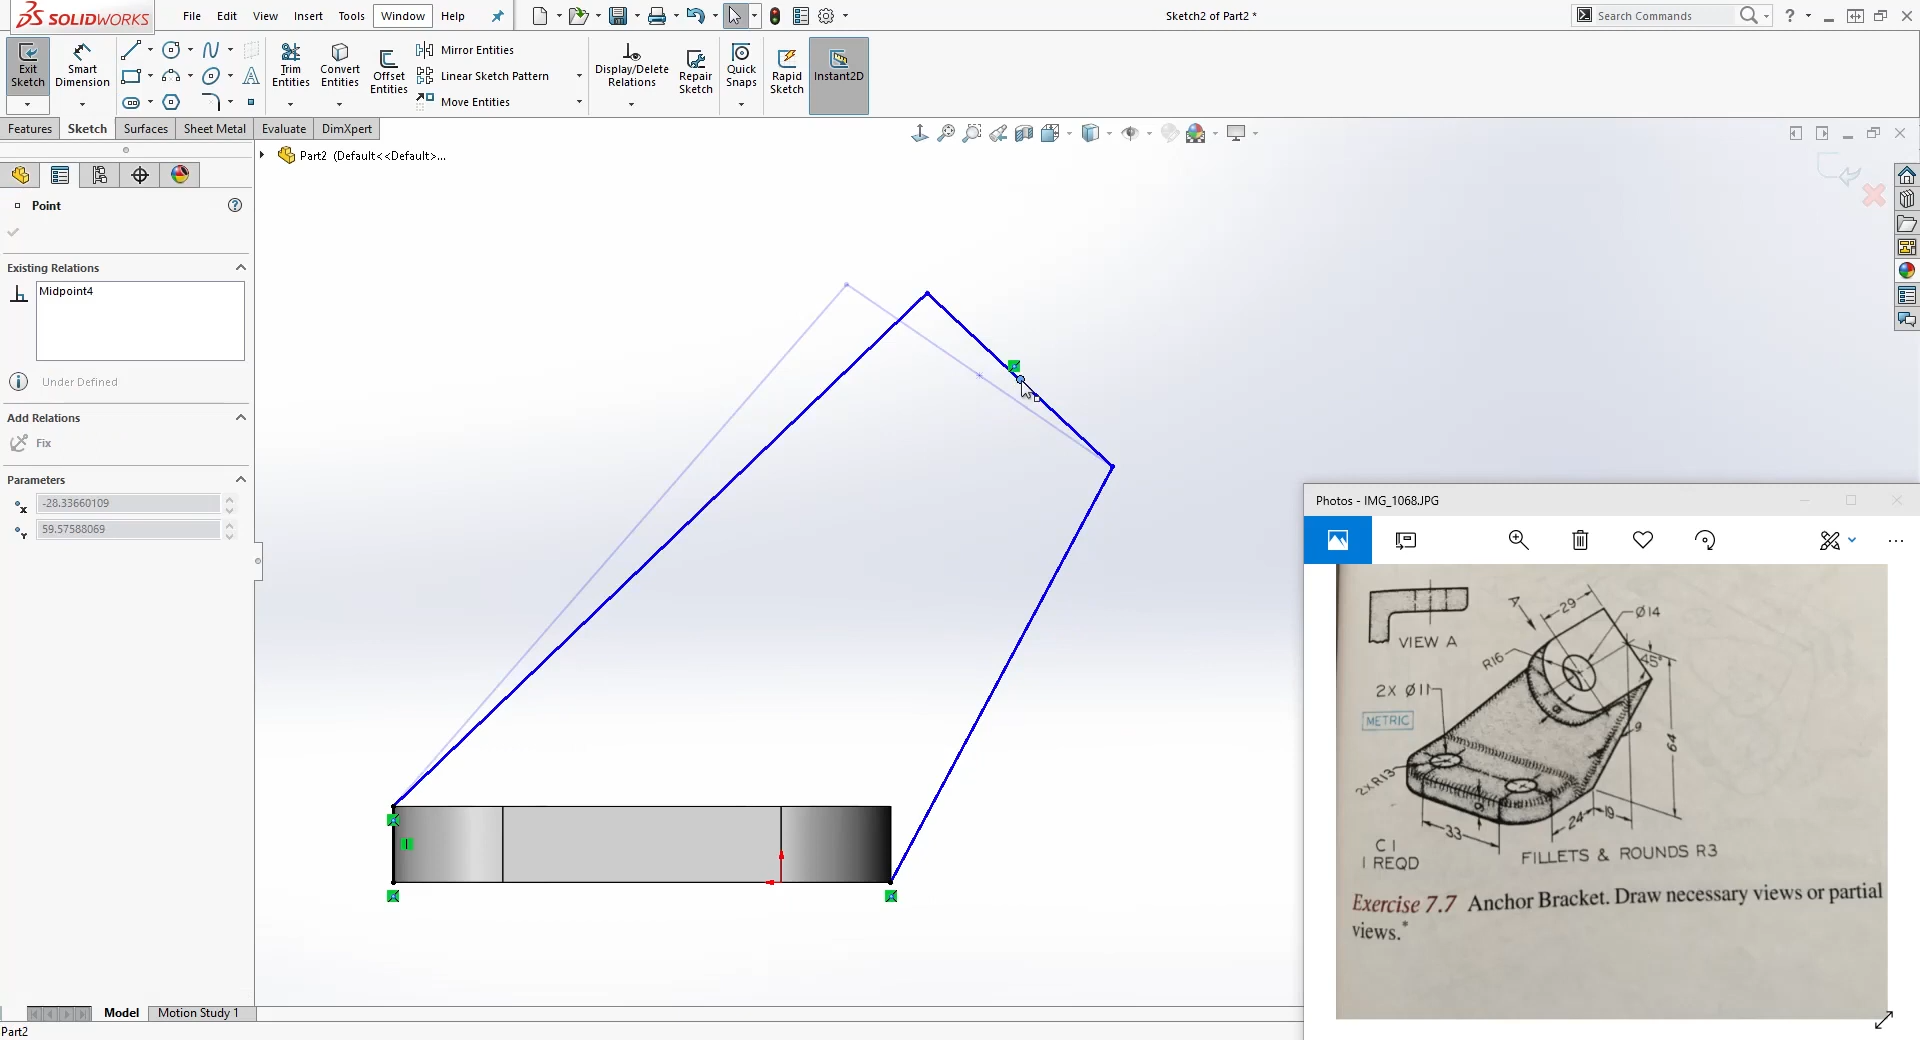 SOLIDWORKS
File
Edit
View
Insert
Tools
Window
Help
Sketch2 of Part2 *
Search Commands
Exit Sketch
Smart Dimension
Trim Entities
Convert Entities
Offset Entities
Mirror Entities
Linear Sketch Pattern
Move Entities
Display/Delete Relations
Repair Sketch
Quick Snaps
Rapid Sketch
Instant2D
Features
Sketch
Surfaces
Sheet Metal
Evaluate
DimXpert
Part2 (Default<<Default>...
Point
Existing Relations
Midpoint4
Under Defined
Add Relations
Fix
Parameters
-28.33660109
59.57588069
Photos - IMG_1068.JPG
A
29
Ø14
VIEW A
R16
45°
2X Ø11
METRIC
9
64
2XR13
9
33
24
19
C I
I REQD
FILLETS & ROUNDS R3
Exercise 7.7 Anchor Bracket. Draw necessary views or partial
views.*
Model
Motion Study 1
Part2